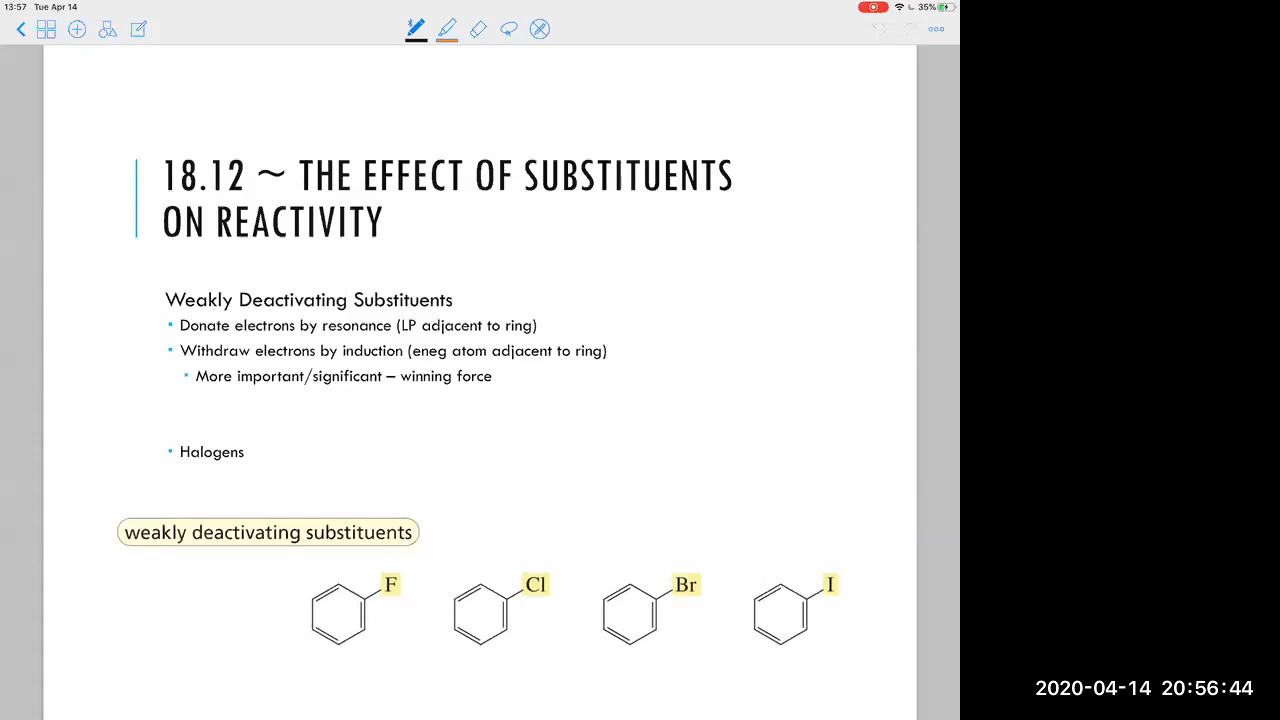 13:57 Tue Apr 14
35%
18.12 ~ THE EFFECT OF SUBSTITUENTS
ON REACTIVITY
Weakly Deactivating Substituents
▪ Donate electrons by resonance (LP adjacent to ring)
▪ Withdraw electrons by induction (eneg atom adjacent to ring)
▪ More important/significant – winning force
▪ Halogens
weakly deactivating substituents
F Cl Br I
2020-04-14 20:56:44